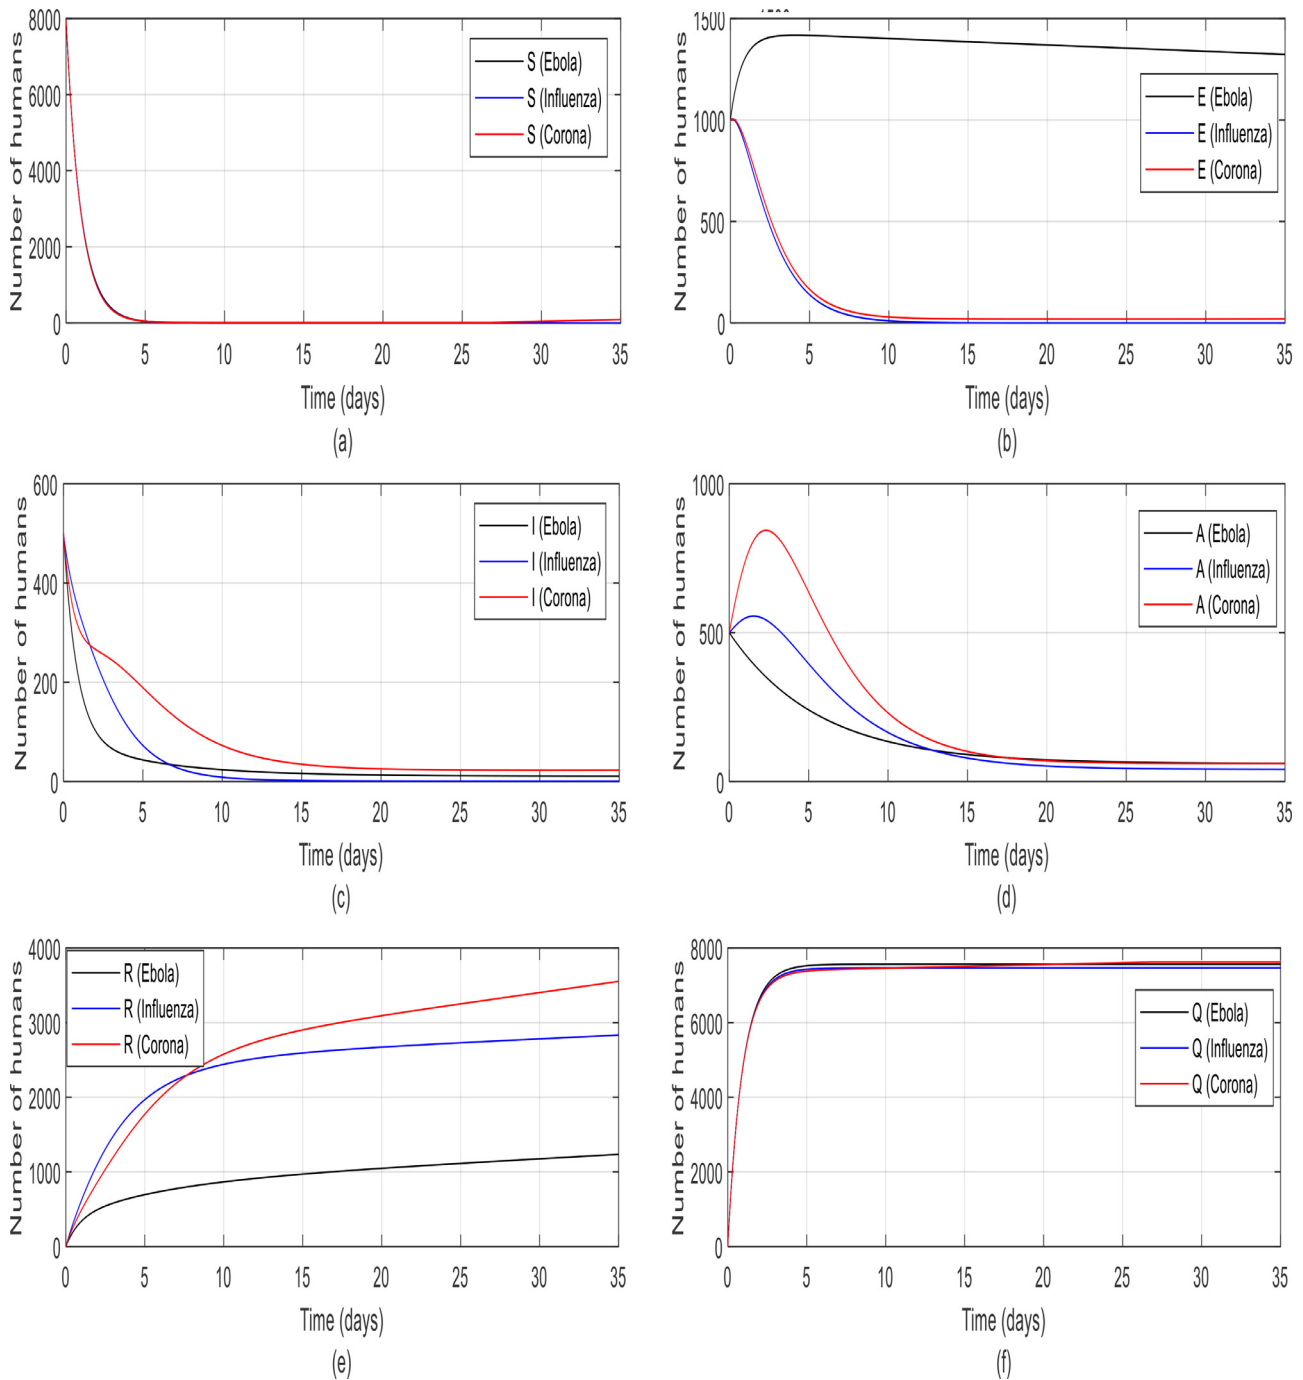 Number of humans
8000
6000
4000
2000
0
S (Ebola)
S (Influenza)
S (Corona)
0 5 10 15 20 25 30 35
Time (days)
(a)
Number of humans
1500
1000
500
0
E (Ebola)
E (Influenza)
E (Corona)
0 5 10 15 20 25 30 35
Time (days)
(b)
Number of humans
600
400
200
0
I (Ebola)
I (Influenza)
I (Corona)
0 5 10 15 20 25 30 35
Time (days)
(c)
Number of humans
1000
500
0
A (Ebola)
A (Influenza)
A (Corona)
0 5 10 15 20 25 30 35
Time (days)
(d)
Number of humans
4000
3000
2000
1000
0
R (Ebola)
R (Influenza)
R (Corona)
0 5 10 15 20 25 30 35
Time (days)
(e)
Number of humans
8000
6000
4000
2000
0
Q (Ebola)
Q (Influenza)
Q (Corona)
0 5 10 15 20 25 30 35
Time (days)
(f)